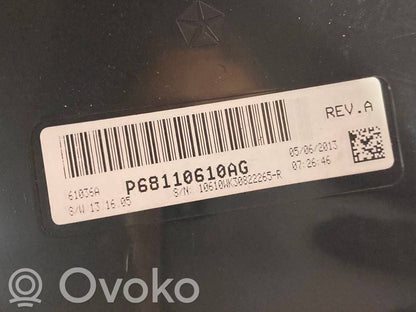 REV.A
61036A
P68110610AG
05/06/2013
S/W 13.16.05
S/N: 10610WK30822265-R
07:26:46
Ovoko